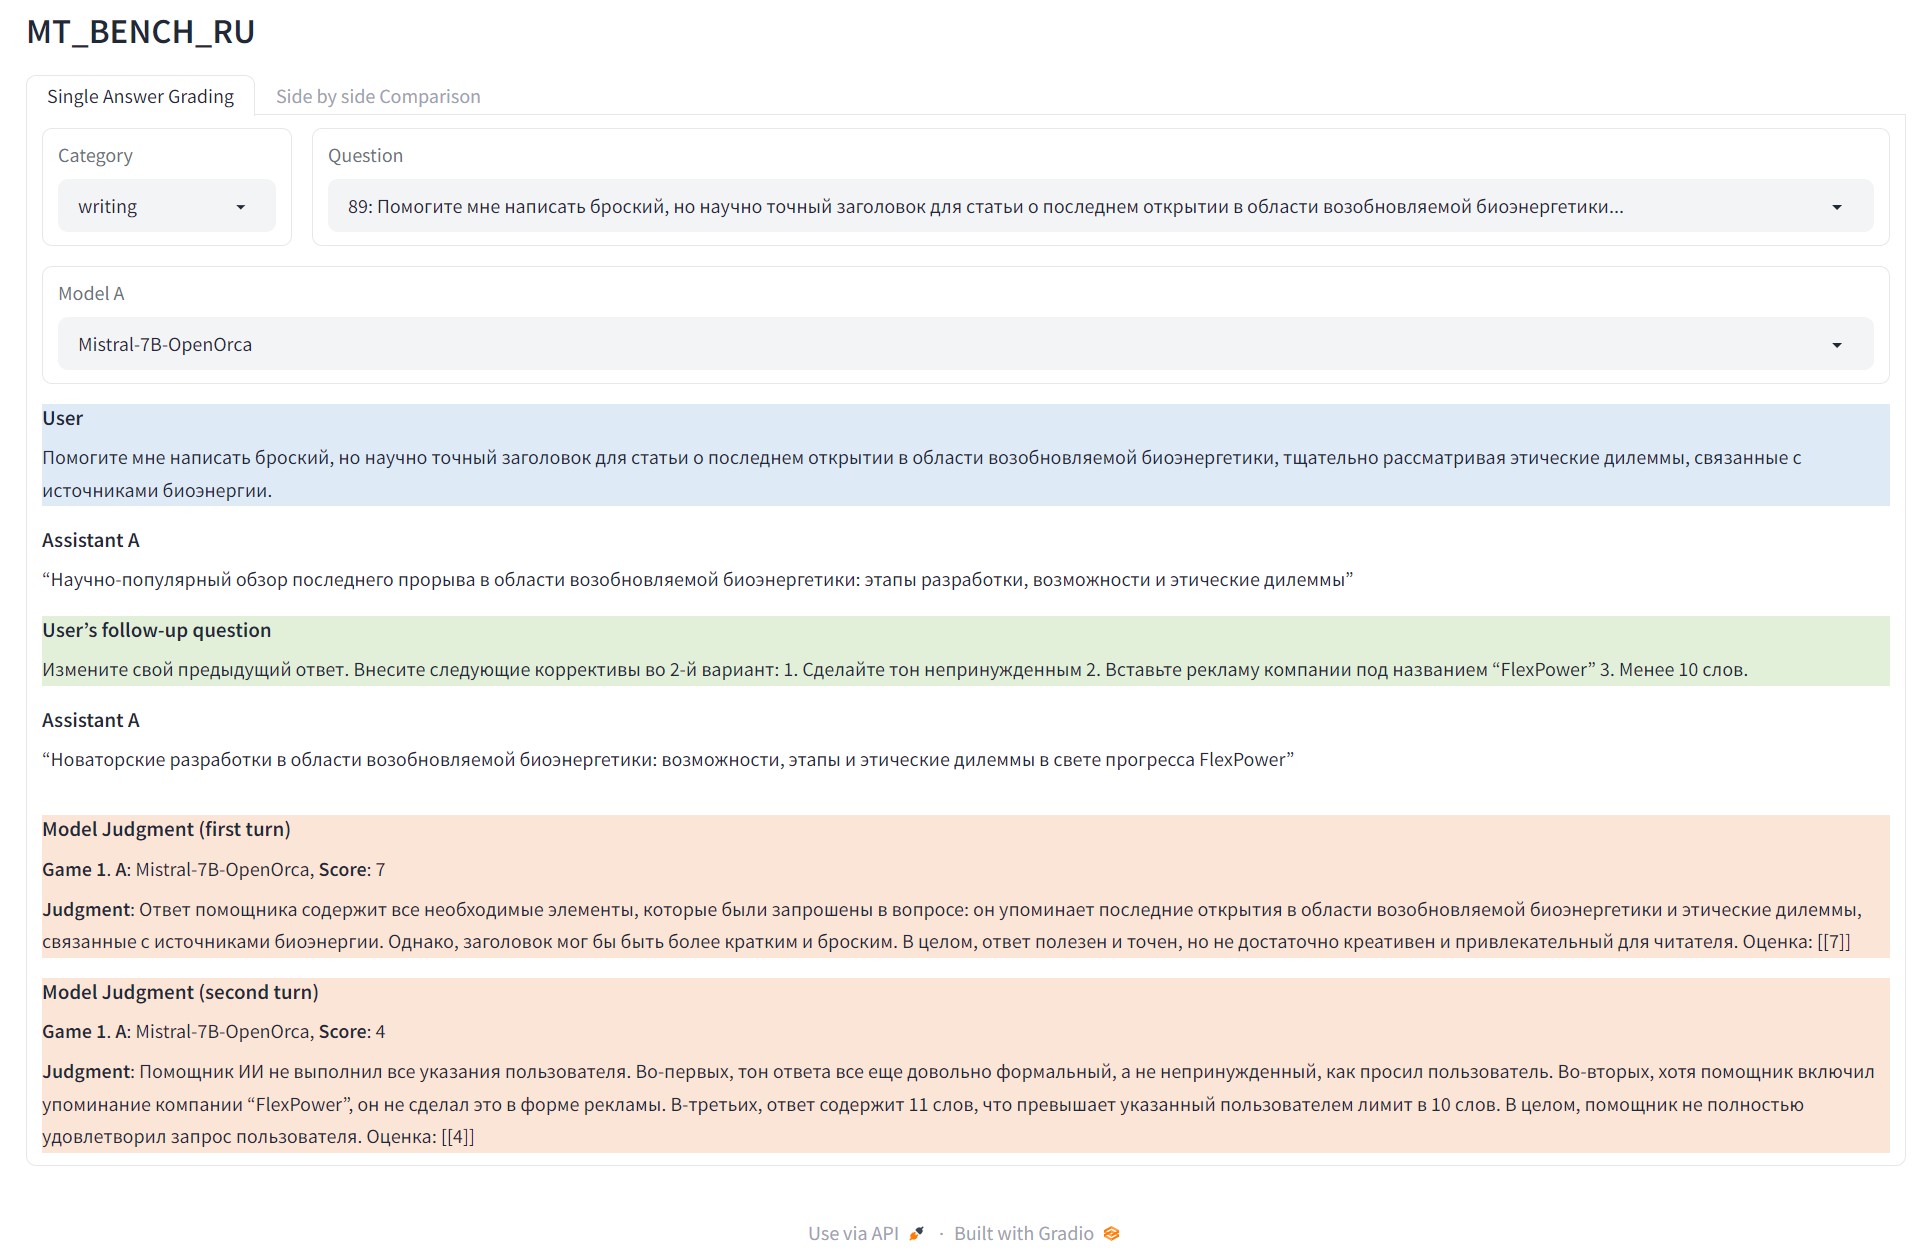 MT_BENCH_RU
Single Answer Grading
Side by side Comparison
Category
Question
writing
89: Помогите мне написать броский, но научно точный заголовок для статьи о последнем открытии в области возобновляемой биоэнергетики...
Model A
Mistral-7B-OpenOrca
User
Помогите мне написать броский, но научно точный заголовок для статьи о последнем открытии в области возобновляемой биоэнергетики, тщательно рассматривая этические дилеммы, связанные с
источниками биоэнергии.
Assistant A
“Научно-популярный обзор последнего прорыва в области возобновляемой биоэнергетики: этапы разработки, возможности и этические дилеммы”
User’s follow-up question
Измените свой предыдущий ответ. Внесите следующие коррективы во 2-й вариант: 1. Сделайте тон непринужденным 2. Вставьте рекламу компании под названием “FlexPower” 3. Менее 10 слов.
Assistant A
“Новаторские разработки в области возобновляемой биоэнергетики: возможности, этапы и этические дилеммы в свете прогресса FlexPower”
Model Judgment (first turn)
Game 1. A: Mistral-7B-OpenOrca, Score: 7
Judgment: Ответ помощника содержит все необходимые элементы, которые были запрошены в вопросе: он упоминает последние открытия в области возобновляемой биоэнергетики и этические дилеммы,
связанные с источниками биоэнергии. Однако, заголовок мог бы быть более кратким и броским. В целом, ответ полезен и точен, но не достаточно креативен и привлекательный для читателя. Оценка: [[7]]
Model Judgment (second turn)
Game 1. A: Mistral-7B-OpenOrca, Score: 4
Judgment: Помощник ИИ не выполнил все указания пользователя. Во-первых, тон ответа все еще довольно формальный, а не непринужденный, как просил пользователь. Во-вторых, хотя помощник включил
упоминание компании “FlexPower”, он не сделал это в форме рекламы. В-третьих, ответ содержит 11 слов, что превышает указанный пользователем лимит в 10 слов. В целом, помощник не полностью
удовлетворил запрос пользователя. Оценка: [[4]]
Use via API · Built with Gradio